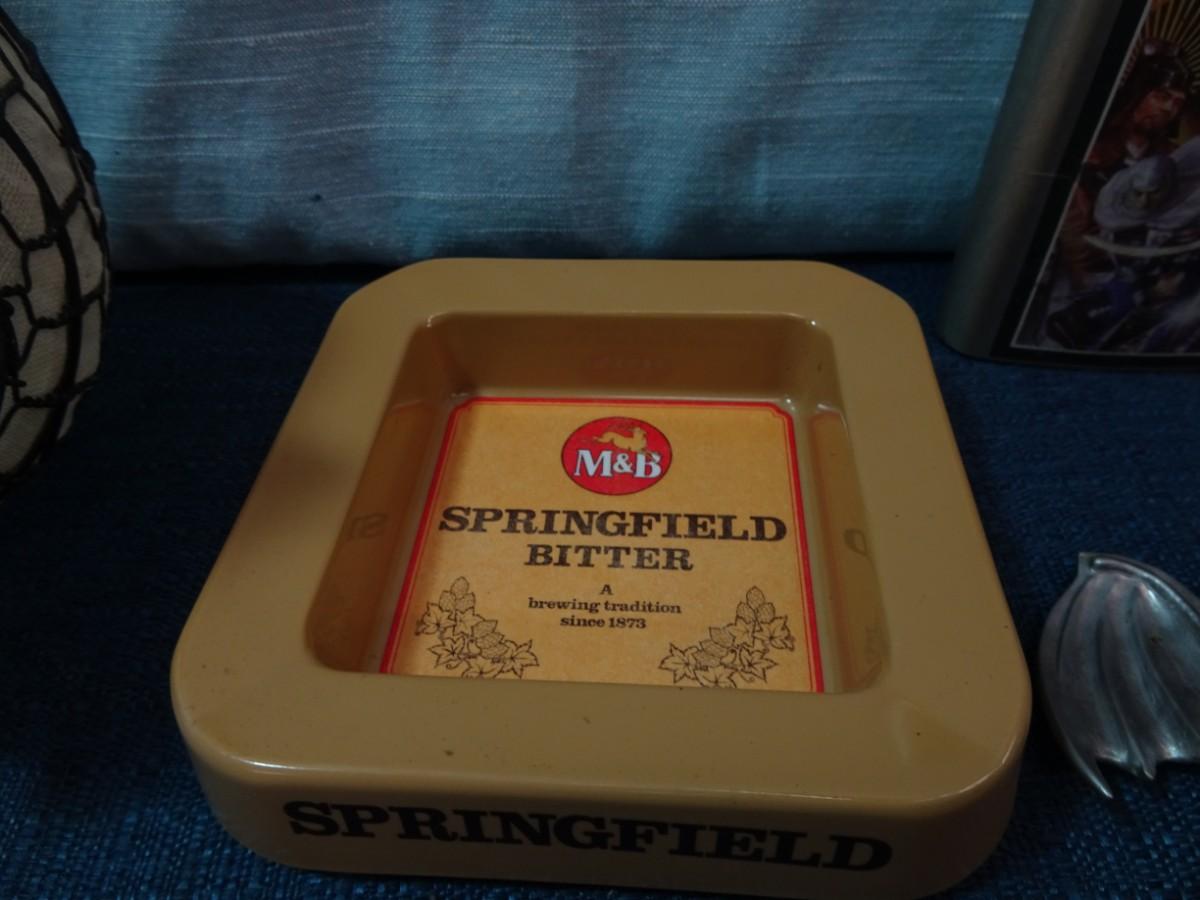 M&B
SPRINGFIELD
BITTER
A
brewing tradition
since 1873
SPRINGFIELD